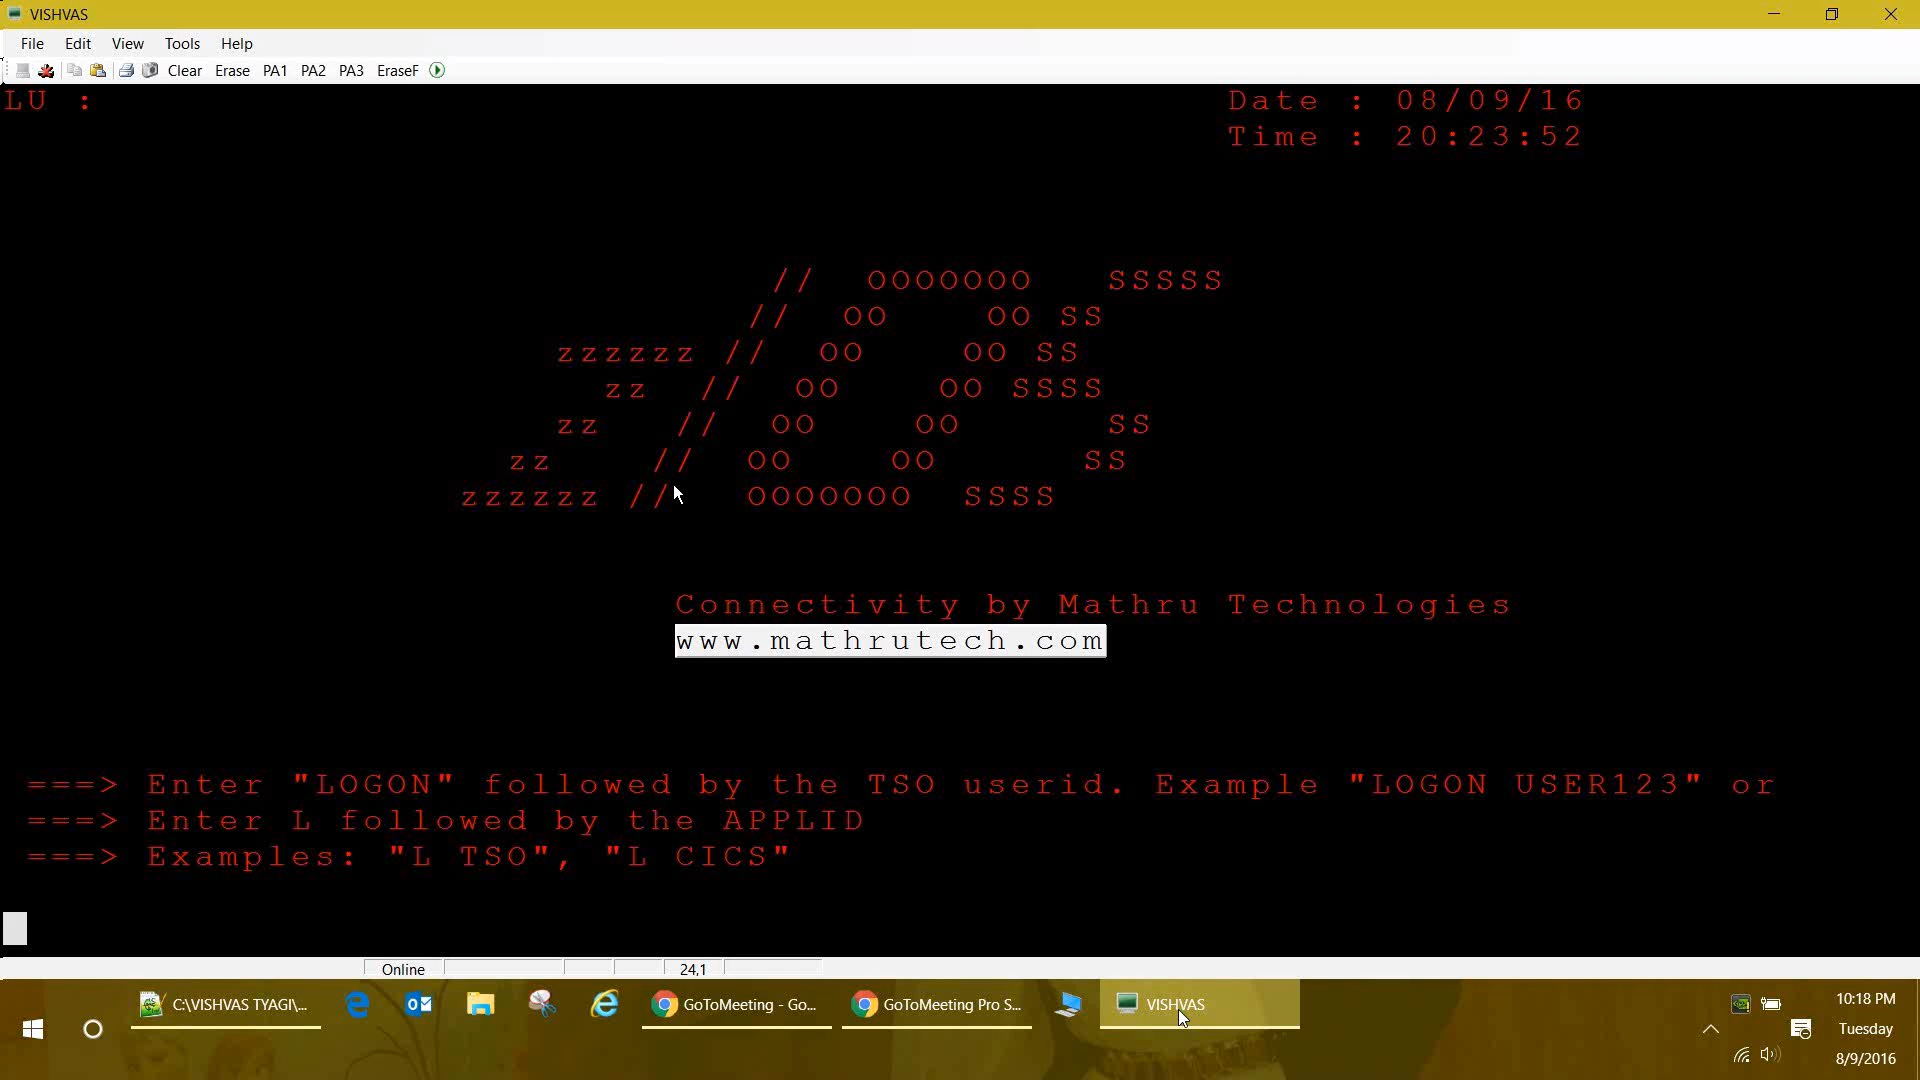 VISHVAS
File Edit View Tools Help
Clear Erase PA1 PA2 PA3 EraseF
LU :
Date : 08/09/16
Time : 20:23:52
// OOOOOOO SSSSS
// OO OO SS
zzzzzz // OO OO SS
zz // OO OO SSSS
zz // OO OO SS
zz // OO OO SS
zzzzzz // OOOOOOO SSSS
Connectivity by Mathru Technologies
www.mathrutech.com
===> Enter "LOGON" followed by the TSO userid. Example "LOGON USER123" or
===> Enter L followed by the APPLID
===> Examples: "L TSO", "L CICS"
Online 24,1
C:\VISHVAS TYAGI\... GoToMeeting - Go... GoToMeeting Pro S... VISHVAS
10:18 PM
Tuesday
8/9/2016